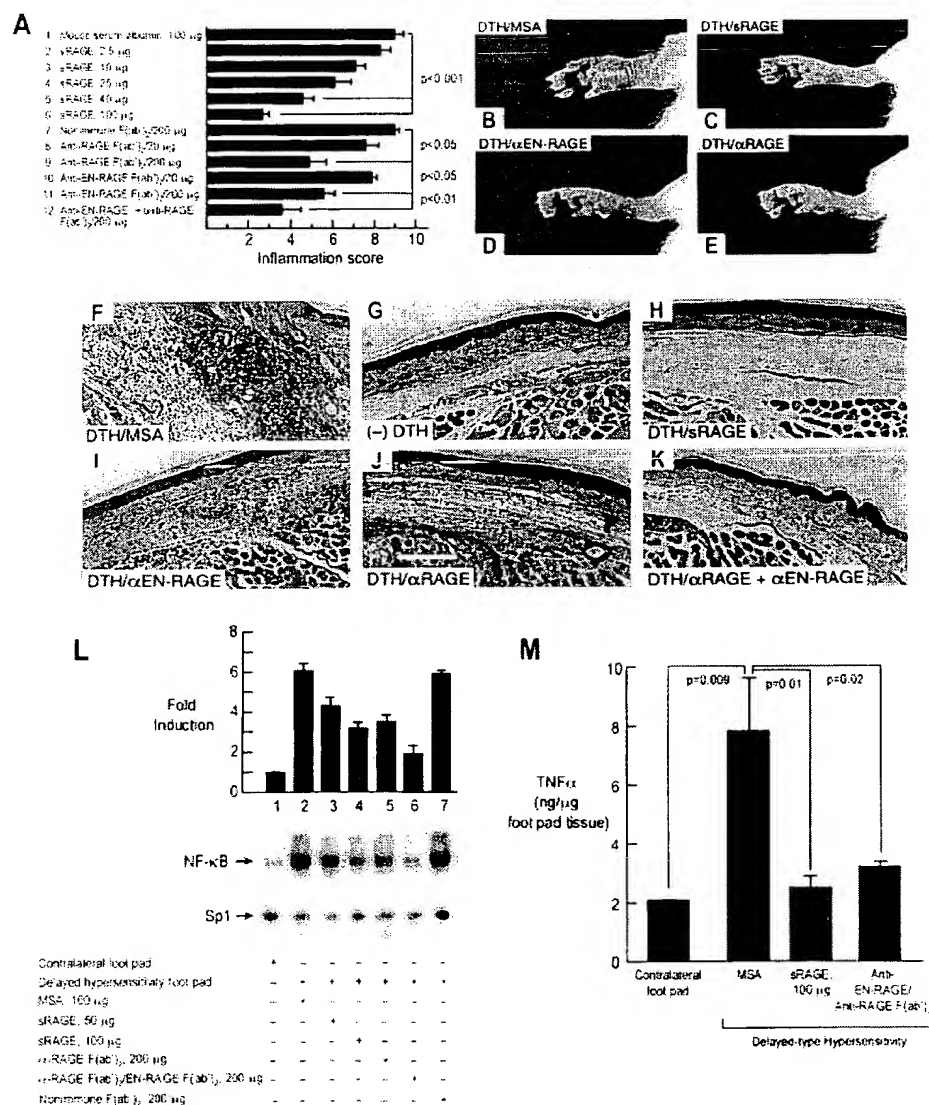 A
1 Mouse serum albumin, 100 µg
2 sRAGE, 2.5 µg
3 sRAGE, 10 µg
4 sRAGE, 25 µg
5 sRAGE, 40 µg
6 sRAGE, 100 µg
7 Nonimmune F(ab')₂/200 µg
8 Anti-RAGE F(ab')₂/20 µg
9 Anti-RAGE F(ab')₂/200 µg
10 Anti-EN-RAGE F(ab')₂/20 µg
11 Anti-EN-RAGE F(ab')₂/200 µg
12 Anti-EN-RAGE + anti-RAGE
F(ab')₂/200 µg
p<0.001
p<0.05
p<0.05
p<0.01
0 2 4 6 8 10
Inflammation score
DTH/MSA
B
DTH/sRAGE
C
DTH/αEN-RAGE
D
DTH/αRAGE
E
F
DTH/MSA
G
(–) DTH
H
DTH/sRAGE
I
DTH/αEN-RAGE
J
DTH/αRAGE
K
DTH/αRAGE + αEN-RAGE
L
8
6
4
2
0
Fold
Induction
1 2 3 4 5 6 7
NF-κB
Sp1
Contralateral foot pad + – – – – – –
Delayed hypersensitivity foot pad – + + + + + +
MSA, 100 µg – + – – – – –
sRAGE, 50 µg – – + – – – –
sRAGE, 100 µg – – – + – – –
α-RAGE F(ab')₂, 200 µg – – – – + – –
α-RAGE F(ab')₂/EN-RAGE F(ab')₂, 200 µg – – – – – + –
Nonimmune F(ab')₂, 200 µg – – – – – – +
M
10
8
6
4
2
0
TNFα
(ng/µg
foot pad tissue)
p=0.009
p=0.01
p=0.02
Contralateral
foot pad
MSA
sRAGE,
100 µg
Anti-
EN-RAGE/
Anti-RAGE F(ab')
Delayed-type Hypersensitivity